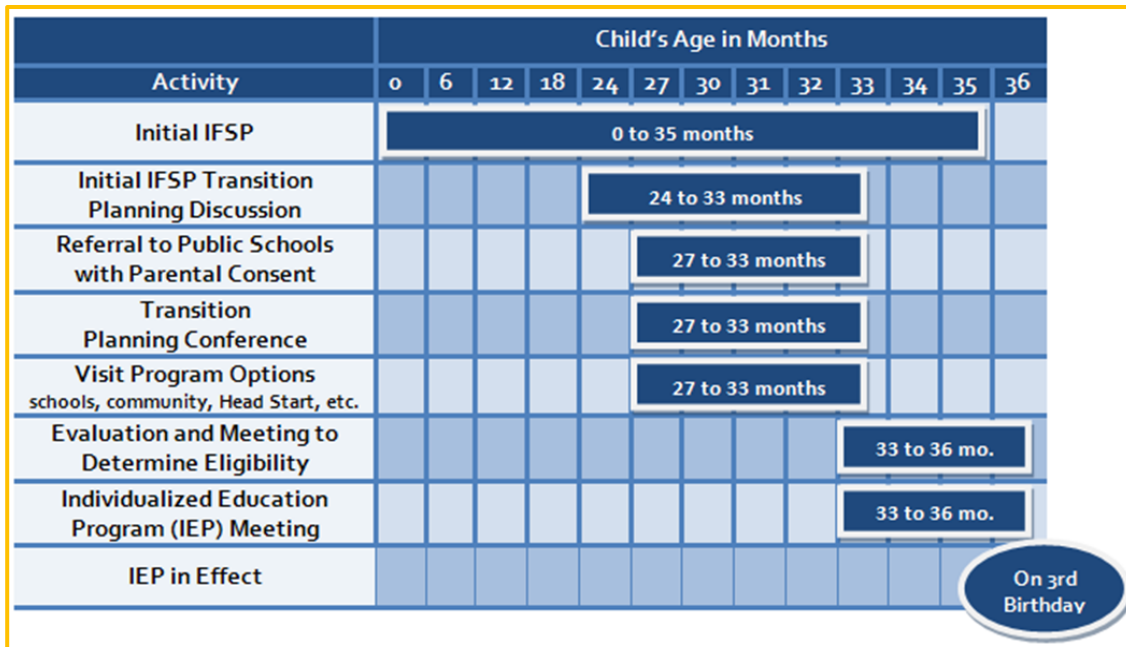 Child's Age in Months
Activity 0 6 12 18 24 27 30 31 32 33 34 35 36
Initial IFSP 0 to 35 months
Initial IFSP Transition
Planning Discussion
24 to 33 months
Referral to Public Schools
with Parental Consent
27 to 33 months
Transition
Planning Conference
27 to 33 months
Visit Program Options
schools, community, Head Start, etc.
27 to 33 months
Evaluation and Meeting to
Determine Eligibility
33 to 36 mo.
Individualized Education
Program (IEP) Meeting
33 to 36 mo.
IEP in Effect
On 3rd
Birthday